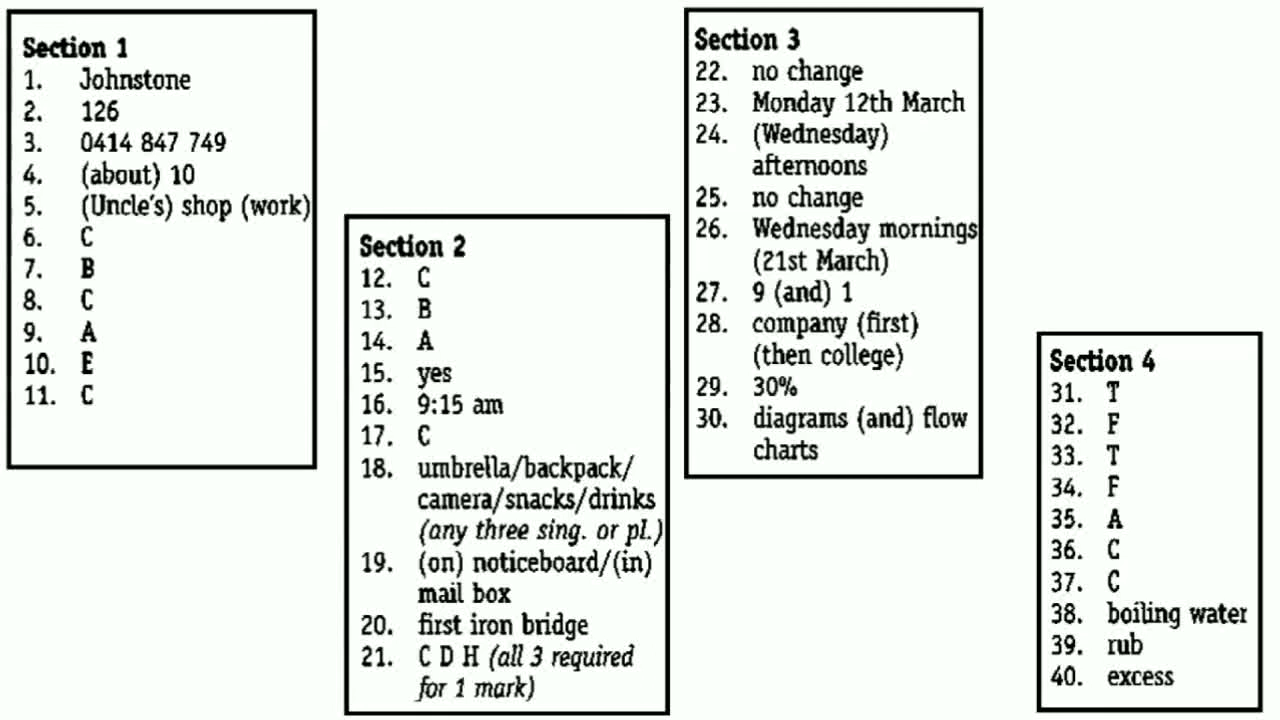 Section 1
1. Johnstone
2. 126
3. 0414 847 749
4. (about) 10
5. (Uncle's) shop (work)
6. C
7. B
8. C
9. A
10. E
11. C
Section 2
12. C
13. B
14. A
15. yes
16. 9:15 am
17. C
18. umbrella/backpack/
camera/snacks/drinks
(any three sing. or pl.)
19. (on) noticeboard/(in)
mail box
20. first iron bridge
21. C D H (all 3 required
for 1 mark)
Section 3
22. no change
23. Monday 12th March
24. (Wednesday)
afternoons
25. no change
26. Wednesday mornings
(21st March)
27. 9 (and) 1
28. company (first)
(then college)
29. 30%
30. diagrams (and) flow
charts
Section 4
31. T
32. F
33. T
34. F
35. A
36. C
37. C
38. boiling water
39. rub
40. excess